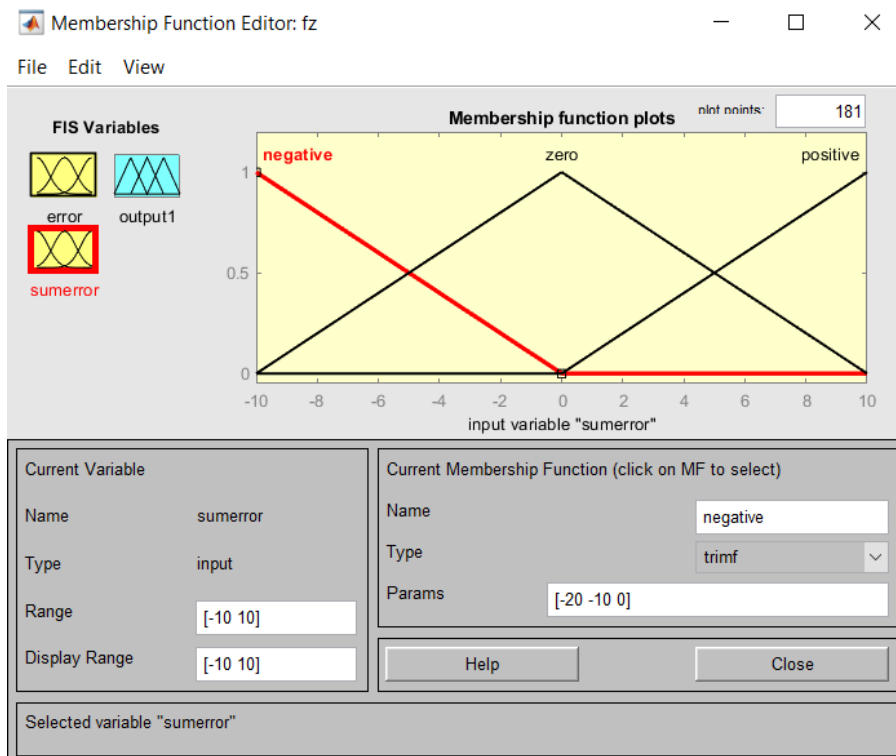 Membership Function Editor: fz
File Edit View
FIS Variables
error
output1
sumerror
Membership function plots
plot points:
181
negative
zero
positive
1
0.5
0
-10 -8 -6 -4 -2 0 2 4 6 8 10
input variable "sumerror"
Current Variable
Name sumerror
Type input
Range [-10 10]
Display Range [-10 10]
Current Membership Function (click on MF to select)
Name negative
Type trimf
Params [-20 -10 0]
Help Close
Selected variable "sumerror"